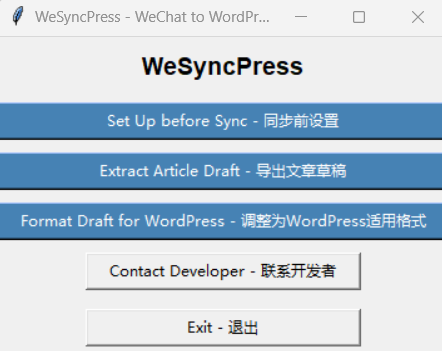 WeSyncPress - WeChat to WordPr...
WeSyncPress
Set Up before Sync - 同步前设置
Extract Article Draft - 导出文章草稿
Format Draft for WordPress - 调整为WordPress适用格式
Contact Developer - 联系开发者
Exit - 退出